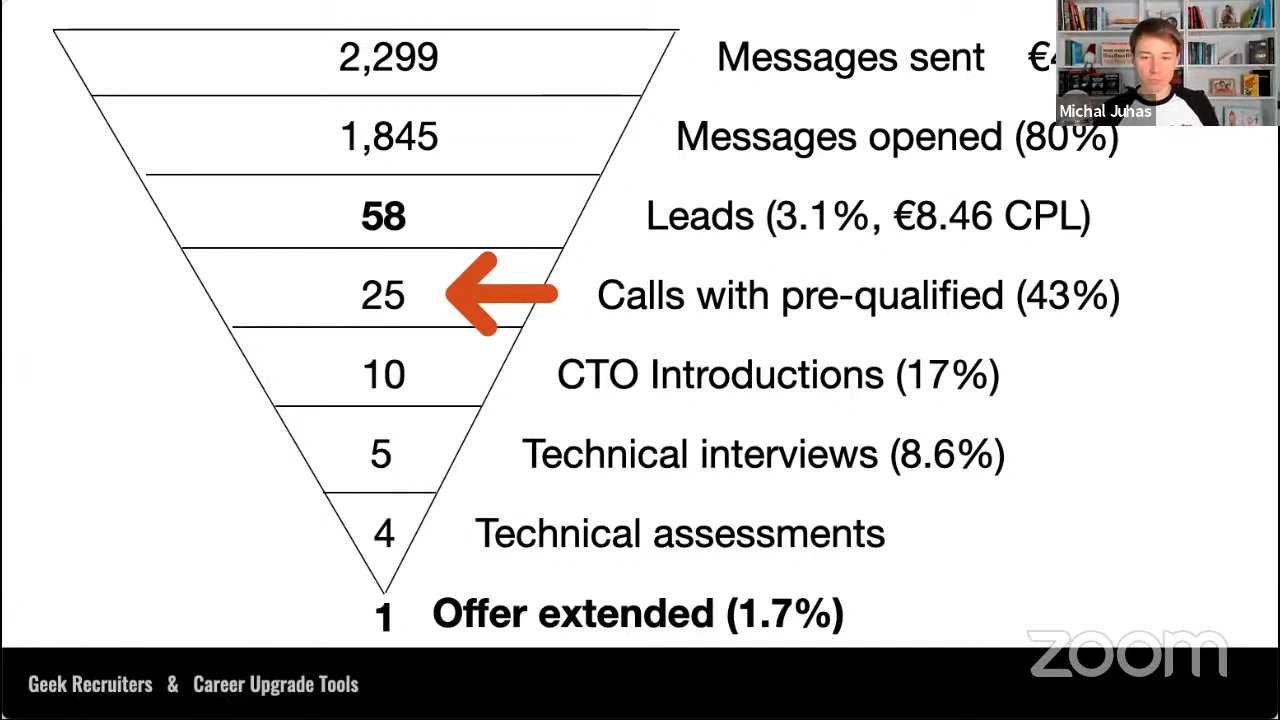 2,299 Messages sent
Michal Juhas
1,845 Messages opened (80%)
58 Leads (3.1%, €8.46 CPL)
25 Calls with pre-qualified (43%)
10 CTO Introductions (17%)
5 Technical interviews (8.6%)
4 Technical assessments
1 Offer extended (1.7%)
zoom
Geek Recruiters & Career Upgrade Tools